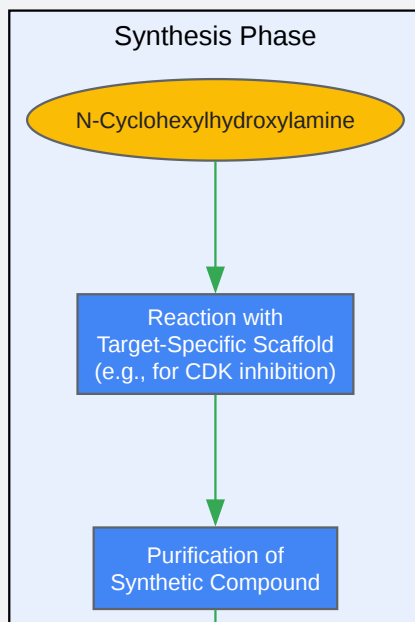 Synthesis Phase
N-Cyclohexylhydroxylamine
Reaction with
Target-Specific Scaffold
(e.g., for CDK inhibition)
Purification of
Synthetic Compound